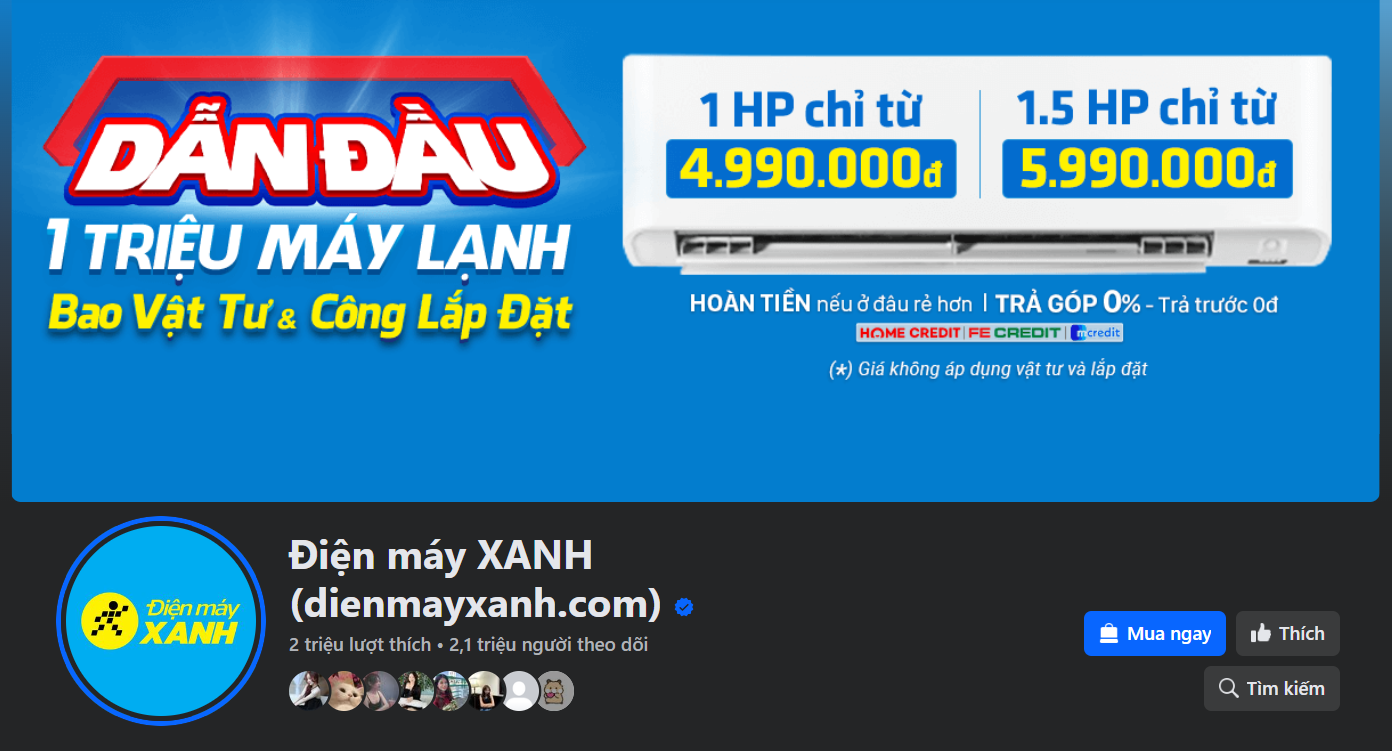 DẪN ĐẦU
1 TRIỆU MÁY LẠNH
Bao Vật Tư & Công Lắp Đặt
1 HP chỉ từ
4.990.000đ
1.5 HP chỉ từ
5.990.000đ
HOÀN TIỀN nếu ở đâu rẻ hơn | TRẢ GÓP 0% - Trả trước 0đ
HOME CREDIT | FE CREDIT | mcredit
(*) Giá không áp dụng vật tư và lắp đặt
Điện máy
XANH
Điện máy XANH
(dienmayxanh.com)
2 triệu lượt thích • 2,1 triệu người theo dõi
Mua ngay
Thích
Tìm kiếm